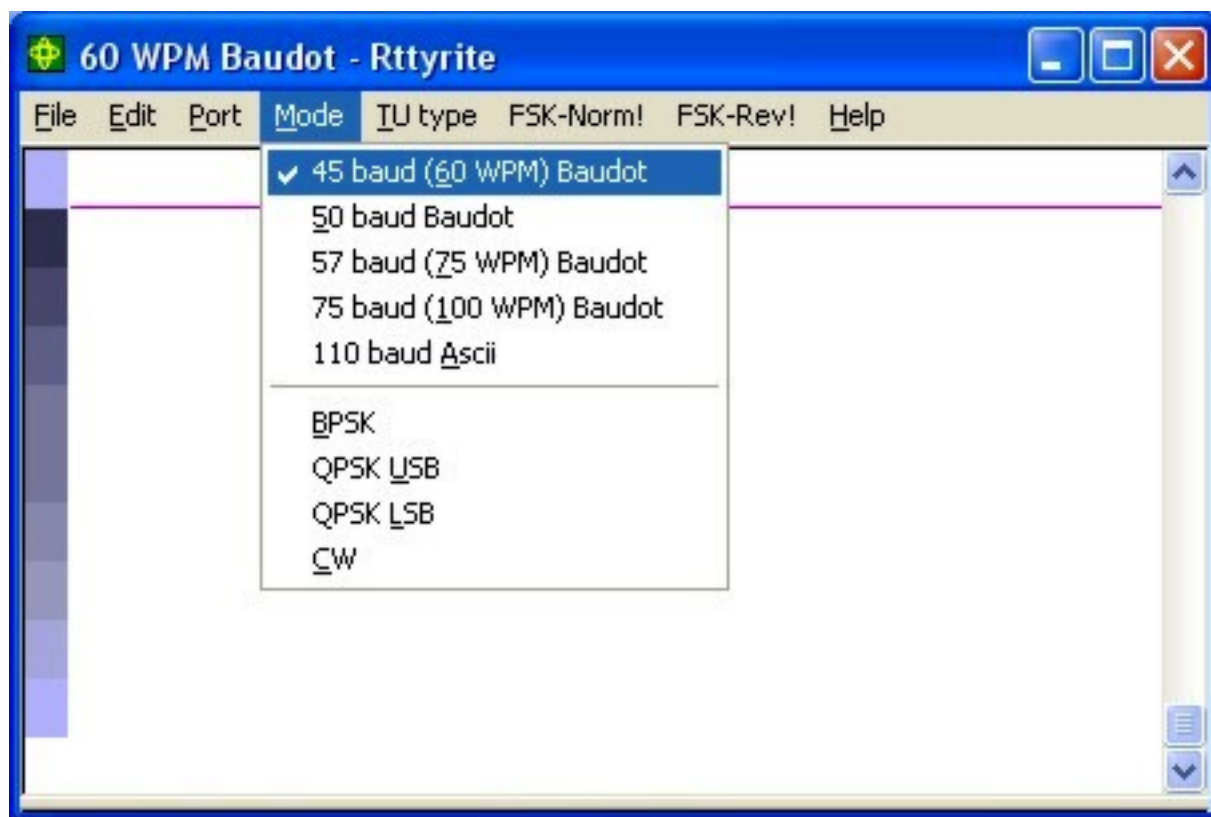 60 WPM Baudot - Rttyrite
File Edit Port Mode TU type FSK-Norm! FSK-Rev! Help
45 baud (60 WPM) Baudot
50 baud Baudot
57 baud (75 WPM) Baudot
75 baud (100 WPM) Baudot
110 baud Ascii
BPSK
QPSK USB
QPSK LSB
CW